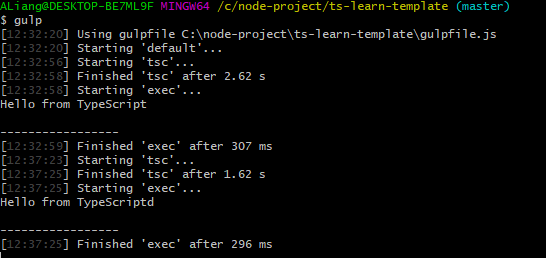 ALiang@DESKTOP-BE7ML9F MINGW64 /c/node-project/ts-learn-template (master)
$ gulp
[12:32:20] Using gulpfile C:\node-project\ts-learn-template\gulpfile.js
[12:32:20] Starting 'default'...
[12:32:56] Starting 'tsc'...
[12:32:58] Finished 'tsc' after 2.62 s
[12:32:58] Starting 'exec'...
Hello from TypeScript
-----------------
[12:32:59] Finished 'exec' after 307 ms
[12:37:23] Starting 'tsc'...
[12:37:25] Finished 'tsc' after 1.62 s
[12:37:25] Starting 'exec'...
Hello from TypeScriptd
-----------------
[12:37:25] Finished 'exec' after 296 ms